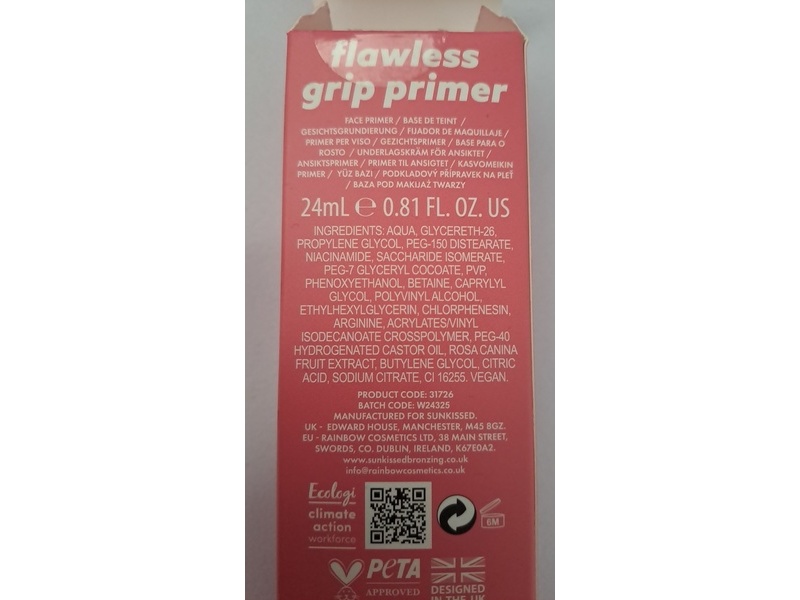 flawless
grip primer
FACE PRIMER / BASE DE TEINT /
GESICHTSGRUNDIERUNG / FIJADOR DE MAQUILLAJE /
PRIMER PER VISO / GEZICHTSPRIMER / BASE PARA O
ROSTO / UNDERLAGSKRÄM FÖR ANSIKTET /
ANSIKTSPRIMER / PRIMER TIL ANSIGTET / KASVOMEIKIN
PRIMER / YÜZ BAZI / PODKLADOVÝ PŘÍPRAVEK NA PLEŤ
/ BAZA POD MAKIJAŻ TWARZY
24mL ℮ 0.81 FL. OZ. US
INGREDIENTS: AQUA, GLYCERETH-26,
PROPYLENE GLYCOL, PEG-150 DISTEARATE,
NIACINAMIDE, SACCHARIDE ISOMERATE,
PEG-7 GLYCERYL COCOATE, PVP,
PHENOXYETHANOL, BETAINE, CAPRYLYL
GLYCOL, POLYVINYL ALCOHOL,
ETHYLHEXYLGLYCERIN, CHLORPHENESIN,
ARGININE, ACRYLATES/VINYL
ISODECANOATE CROSSPOLYMER, PEG-40
HYDROGENATED CASTOR OIL, ROSA CANINA
FRUIT EXTRACT, BUTYLENE GLYCOL, CITRIC
ACID, SODIUM CITRATE, CI 16255. VEGAN.
PRODUCT CODE: 31726
BATCH CODE: W24325
MANUFACTURED FOR SUNKISSED.
UK - EDWARD HOUSE, MANCHESTER, M45 8GZ.
EU - RAINBOW COSMETICS LTD, 38 MAIN STREET,
SWORDS, CO. DUBLIN, IRELAND, K67E0A2.
www.sunkissedbronzing.co.uk
info@rainbowcosmetics.co.uk
Ecologi
climate
action
workforce
6M
PETA
APPROVED
DESIGNED
IN THE UK